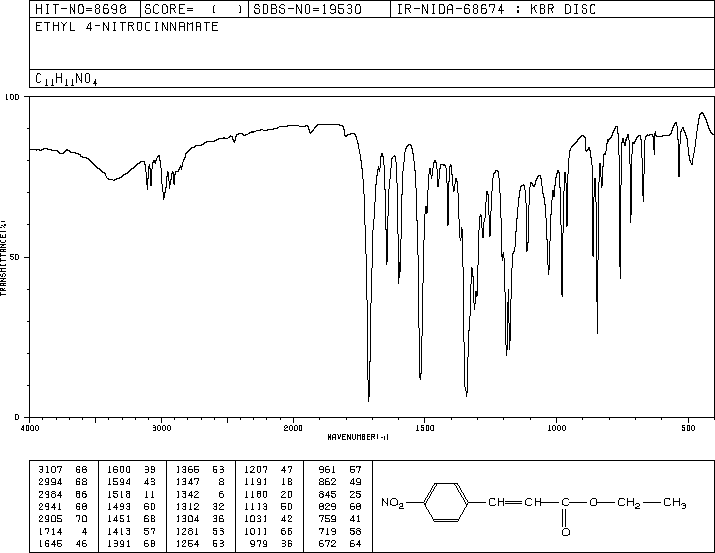 HIT-NO=8698 SCORE= ( ) SDBS-NO=19530 IR-NIDA-68674 : KBR DISC
ETHYL 4-NITROCINNAMATE
C11H11NO4
100
TRANSMITTANCE(%)
50
0
4000 3000 2000 1500 1000 500
WAVENUMBER(-1)
3107 68 1600 39 1366 53 1207 47 961 57
2994 68 1594 43 1347 8 1191 18 862 49
2984 66 1518 11 1342 6 1180 20 845 25
2941 68 1493 60 1312 32 1113 50 829 68
2905 70 1451 68 1304 36 1031 42 759 41
1714 4 1413 57 1281 53 1011 66 719 58
1645 46 1391 68 1254 53 979 36 672 64
NO2 CH=CH C O CH2 CH3
O